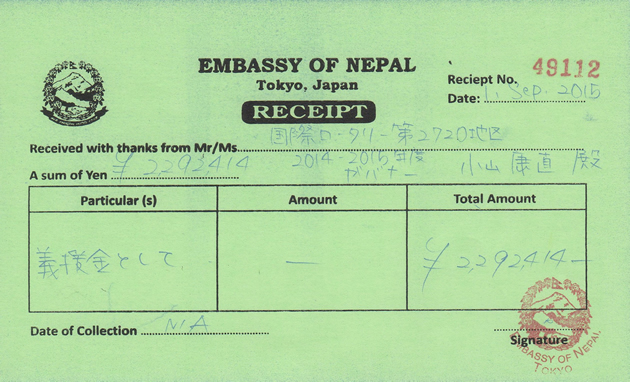 EMBASSY OF NEPAL
Tokyo, Japan
RECEIPT
Reciept No. 49112
Date: 1. Sep. 2015
国際ロータリー第2720地区
Received with thanks from Mr/Ms.
2014-2015年度
ガバナー 小山康直 殿
A sum of Yen ¥2292,414
Particular (s) Amount Total Amount
義援金として — ¥2,292,414—
Date of Collection N/A
Signature
EMBASSY OF NEPAL
TOKYO